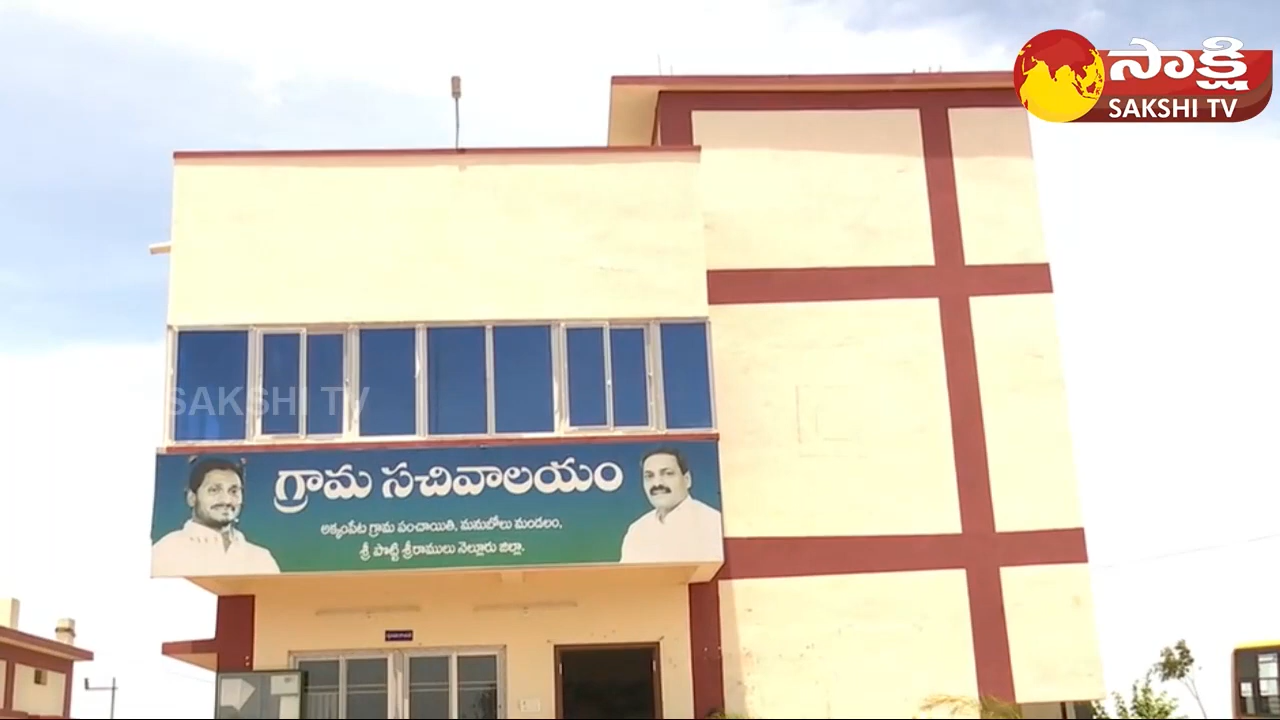 సాక్షి
SAKSHI TV
SAKSHI TV
గ్రామ సచివాలయం
అక్కంపేట గ్రామ పంచాయితి, మనుబోలు మండలం,
శ్రీ పొట్టి శ్రీరాములు నెల్లూరు జిల్లా.